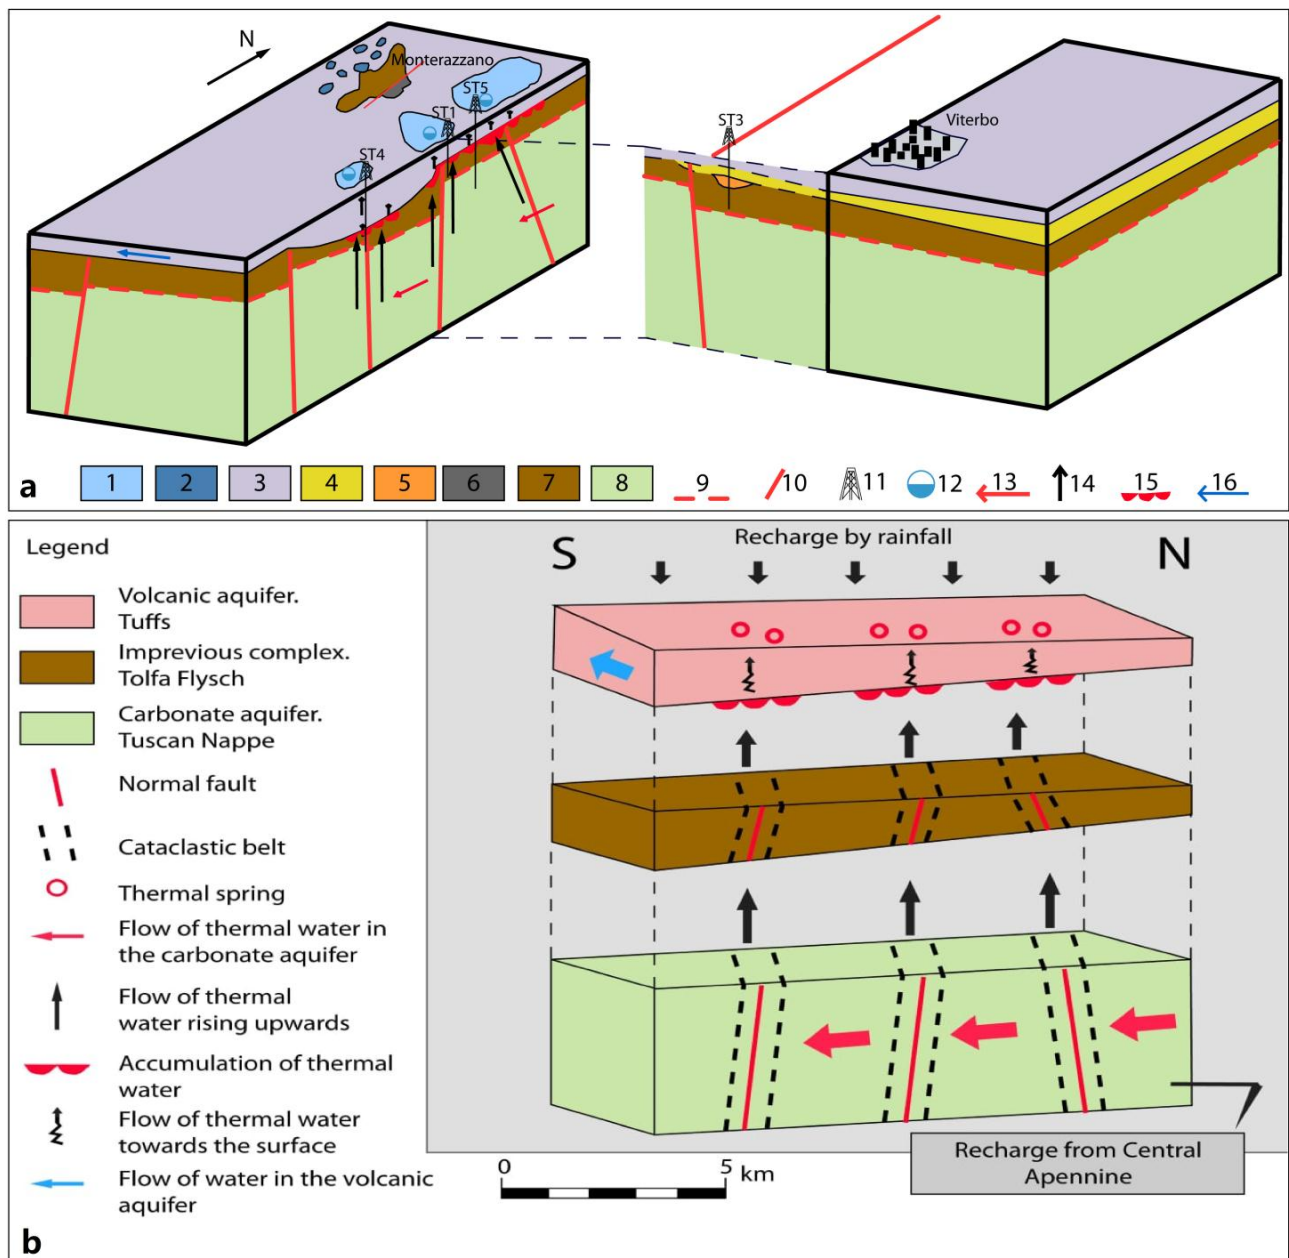 N
Monterazzano
ST5
ST1
ST4
ST3
Viterbo
a
1
2
3
4
5
6
7
8
9
10
11
12
13
14
15
16
Legend
Volcanic aquifer.
Tuffs
Imprevious complex.
Tolfa Flysch
Carbonate aquifer.
Tuscan Nappe
Normal fault
Cataclastic belt
Thermal spring
Flow of thermal water in
the carbonate aquifer
Flow of thermal
water rising upwards
Accumulation of thermal
water
Flow of thermal water
towards the surface
Flow of water in the volcanic
aquifer
b
S
Recharge by rainfall
N
Recharge from Central
Apennine
0
5
km